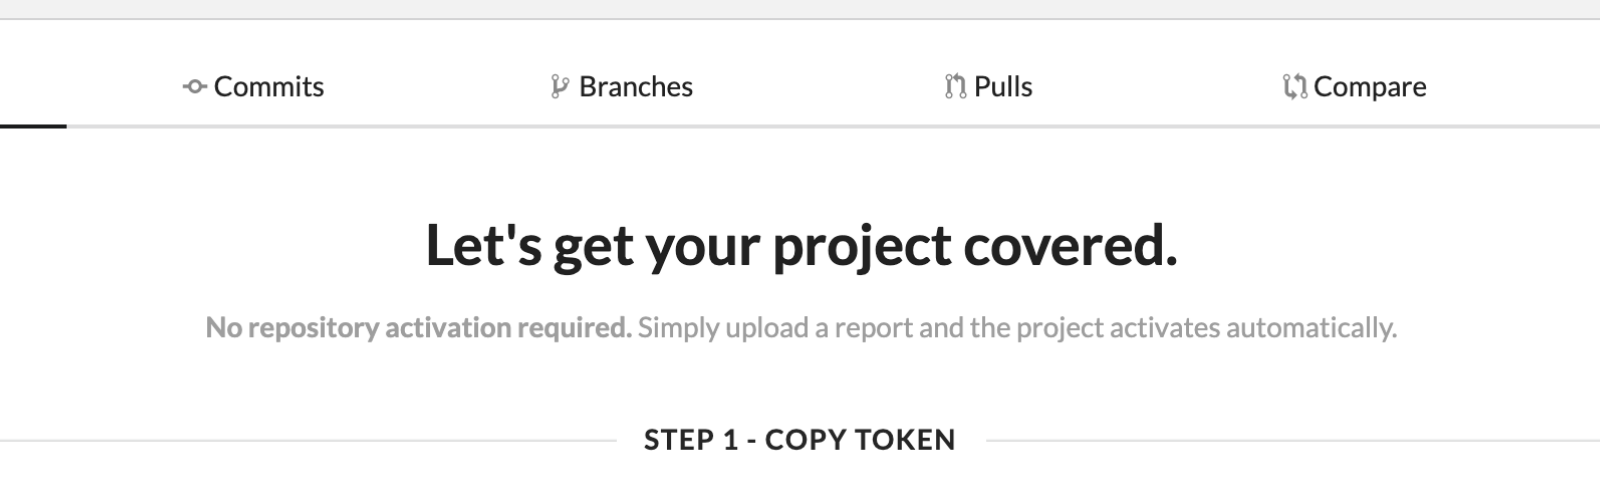 Commits Branches Pulls Compare
Let's get your project covered.
No repository activation required. Simply upload a report and the project activates automatically.
STEP 1 - COPY TOKEN